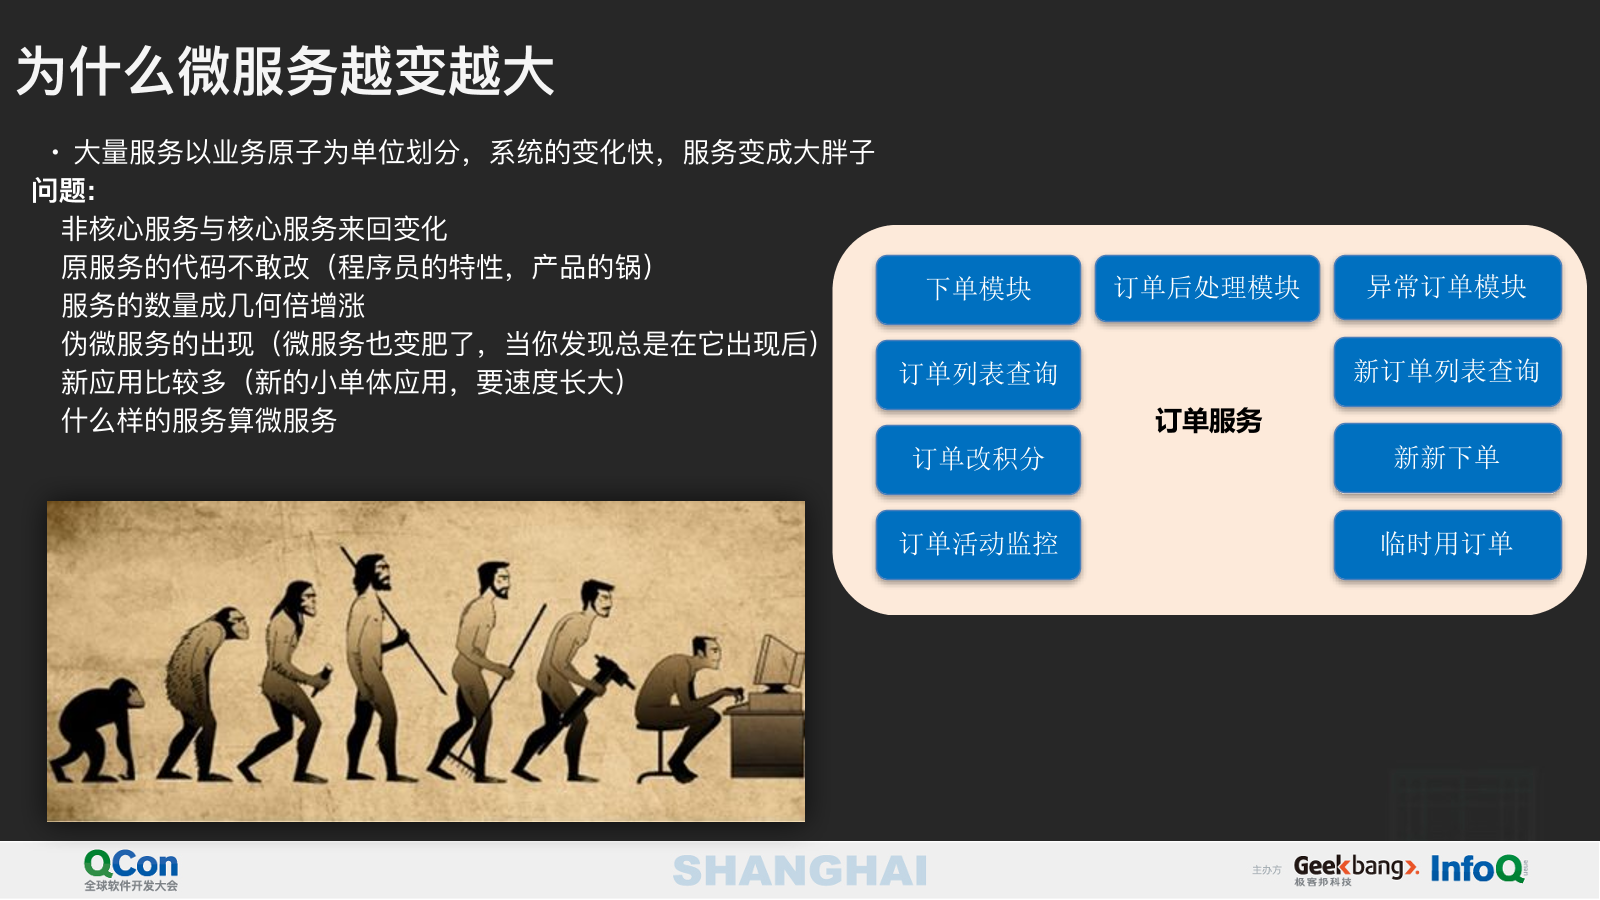 为什么微服务越变越大
• 大量服务以业务原子为单位划分，系统的变化快，服务变成大胖子
问题:
非核心服务与核心服务来回变化
原服务的代码不敢改（程序员的特性，产品的锅）
服务的数量成几何倍增涨
伪微服务的出现（微服务也变肥了，当你发现总是在它出现后）
新应用比较多（新的小单体应用，要速度长大）
什么样的服务算微服务
下单模块
订单后处理模块
异常订单模块
订单列表查询
新订单列表查询
订单服务
订单改积分
新新下单
订单活动监控
临时用订单
QCon
全球软件开发大会
SHANGHAI
主办方
Geekbang>.
极客邦科技
InfoQ